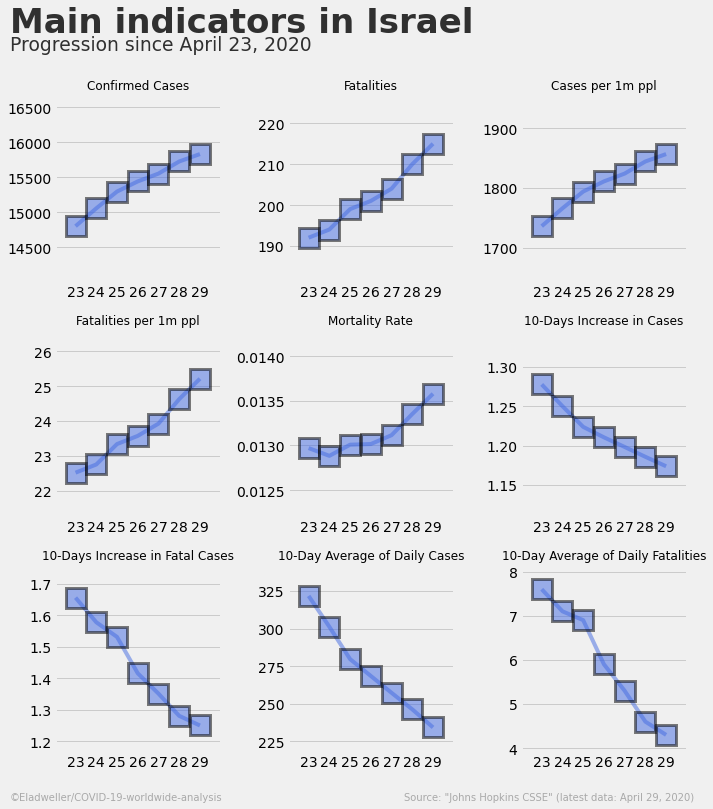 Main indicators in Israel
Progression since April 23, 2020
Confirmed Cases
16500
16000
15500
15000
14500
23 24 25 26 27 28 29
Fatalities
220
210
200
190
23 24 25 26 27 28 29
Cases per 1m ppl
1900
1800
1700
23 24 25 26 27 28 29
Fatalities per 1m ppl
26
25
24
23
22
23 24 25 26 27 28 29
Mortality Rate
0.0140
0.0135
0.0130
0.0125
23 24 25 26 27 28 29
10-Days Increase in Cases
1.30
1.25
1.20
1.15
23 24 25 26 27 28 29
10-Days Increase in Fatal Cases
1.7
1.6
1.5
1.4
1.3
1.2
23 24 25 26 27 28 29
10-Day Average of Daily Cases
325
300
275
250
225
23 24 25 26 27 28 29
10-Day Average of Daily Fatalities
8
7
6
5
4
23 24 25 26 27 28 29
©Eladweller/COVID-19-worldwide-analysis
Source: "Johns Hopkins CSSE" (latest data: April 29, 2020)